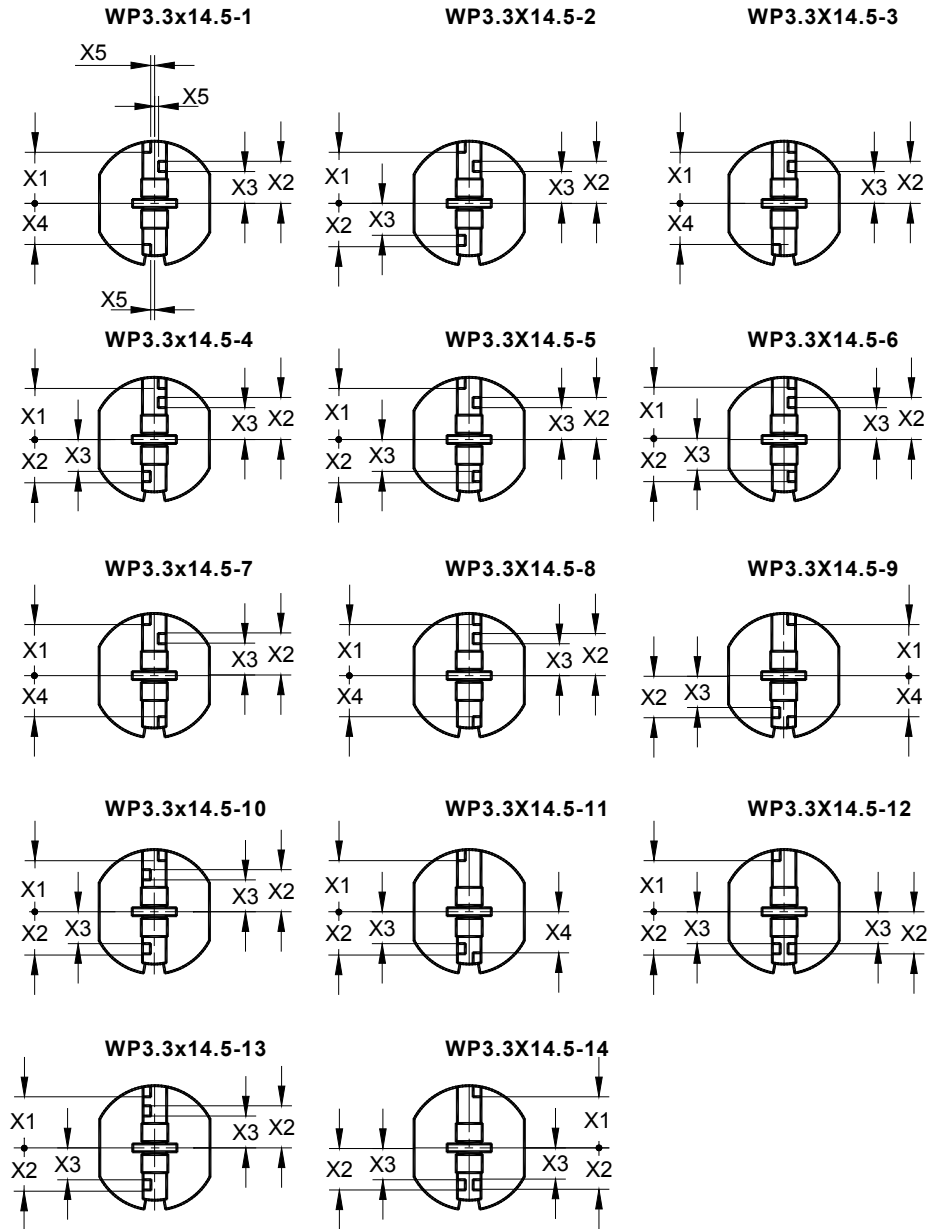 WP3.3x14.5-1 WP3.3X14.5-2 WP3.3X14.5-3
X5
X5
X1 X3 X2 X1 X3 X2 X1 X3 X2
X4 X2 X3 X4
X5
WP3.3x14.5-4 WP3.3X14.5-5 WP3.3X14.5-6
X1 X3 X2 X1 X3 X2 X1 X3 X2
X2 X3 X2 X3 X2 X3
WP3.3x14.5-7 WP3.3X14.5-8 WP3.3X14.5-9
X1 X3 X2 X1 X3 X2 X1
X4 X4 X2 X3 X4
WP3.3x14.5-10 WP3.3X14.5-11 WP3.3X14.5-12
X1 X3 X2 X1 X1
X2 X3 X2 X3 X4 X2 X3 X3 X2
WP3.3x14.5-13 WP3.3X14.5-14
X1 X3 X2 X1
X2 X3 X2 X3 X3 X2